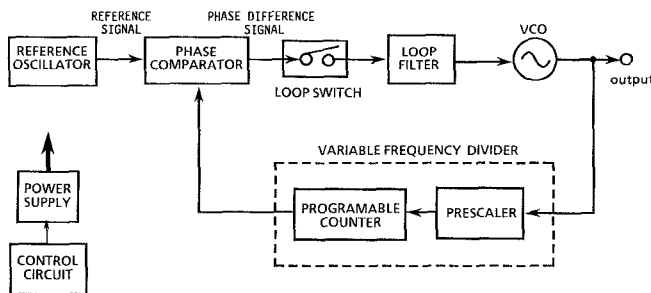 REFERENCE
SIGNAL
PHASE DIFFERENCE
SIGNAL
VCO
REFERENCE
OSCILLATOR
PHASE
COMPARATOR
LOOP SWITCH
LOOP
FILTER
output
VARIABLE FREQUENCY DIVIDER
PROGRAMABLE
COUNTER
PRESCALER
POWER
SUPPLY
CONTROL
CIRCUIT